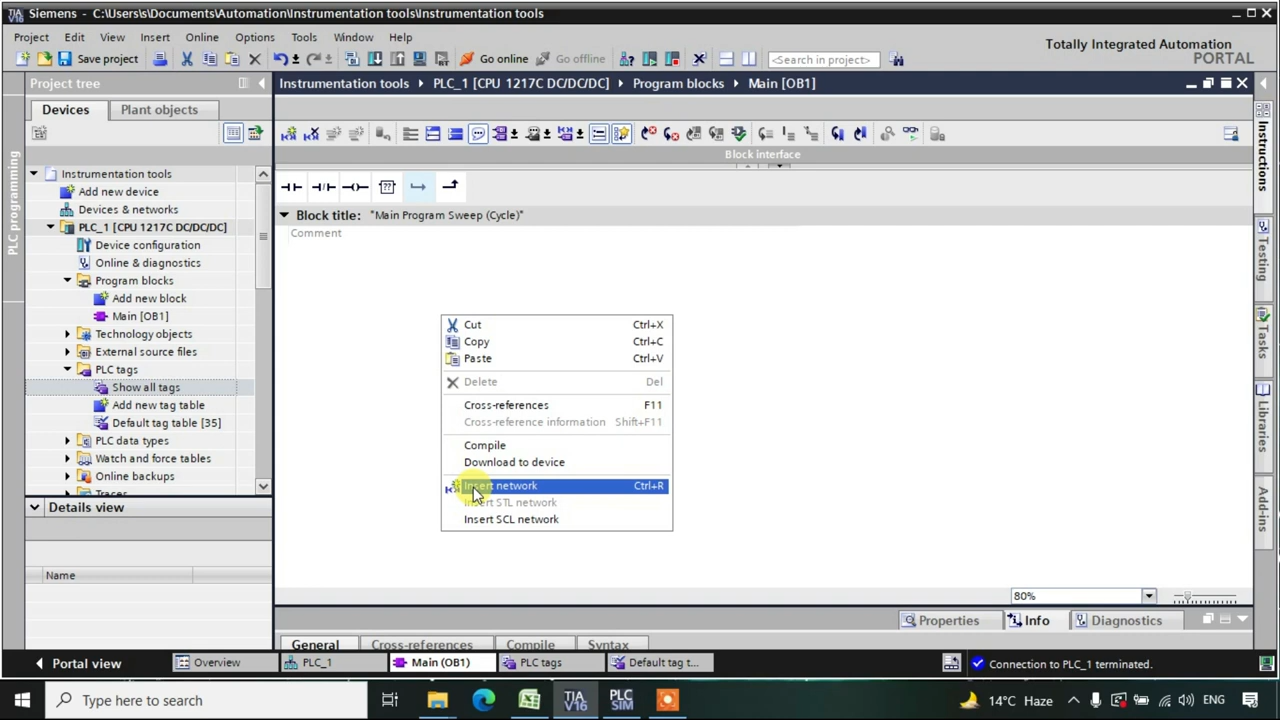 TIA V16
Siemens - C:\Users\s\Documents\Automation\Instrumentation tools\Instrumentation tools
Project Edit View Insert Online Options Tools Window Help
Totally Integrated Automation
PORTAL
Save project
Go online
Go offline
<Search in project>
Project tree
Instrumentation tools PLC_1 [CPU 1217C DC/DC/DC] Program blocks Main [OB1]
Devices
Plant objects
PLC programming
Block interface
Instrumentation tools
Add new device
Devices & networks
PLC_1 [CPU 1217C DC/DC/DC]
Device configuration
Online & diagnostics
Program blocks
Add new block
Main [OB1]
Technology objects
External source files
PLC tags
Show all tags
Add new tag table
Default tag table [35]
PLC data types
Watch and force tables
Online backups
Traces
??
Block title: "Main Program Sweep (Cycle)"
Comment
Cut Ctrl+X
Copy Ctrl+C
Paste Ctrl+V
Delete Del
Cross-references F11
Cross-reference information Shift+F11
Compile
Download to device
Insert network Ctrl+R
Insert STL network
Insert SCL network
Instructions
Testing
Tasks
Libraries
Add-ins
Details view
Name
80%
Properties
Info
Diagnostics
General
Cross-references
Compile
Syntax
Portal view
Overview
PLC_1
Main (OB1)
PLC tags
Default tag t...
Connection to PLC_1 terminated.
Type here to search
TIA V16
PLC SIM
14°C Haze
ENG